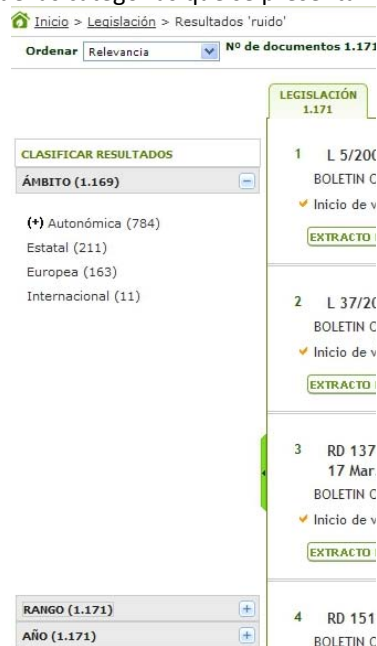 Inicio > Legislación > Resultados 'ruido'
Ordenar Relevancia Nº de documentos 1.171
LEGISLACIÓN
1.171
CLASIFICAR RESULTADOS
ÁMBITO (1.169)
(+) Autonómica (784)
Estatal (211)
Europea (163)
Internacional (11)
1 L 5/200
BOLETIN O
Inicio de v
EXTRACTO
2 L 37/20
BOLETIN O
Inicio de v
EXTRACTO
3 RD 137
17 Mar.
BOLETIN O
Inicio de v
EXTRACTO
RANGO (1.171)
AÑO (1.171)
4 RD 151
BOLETIN O